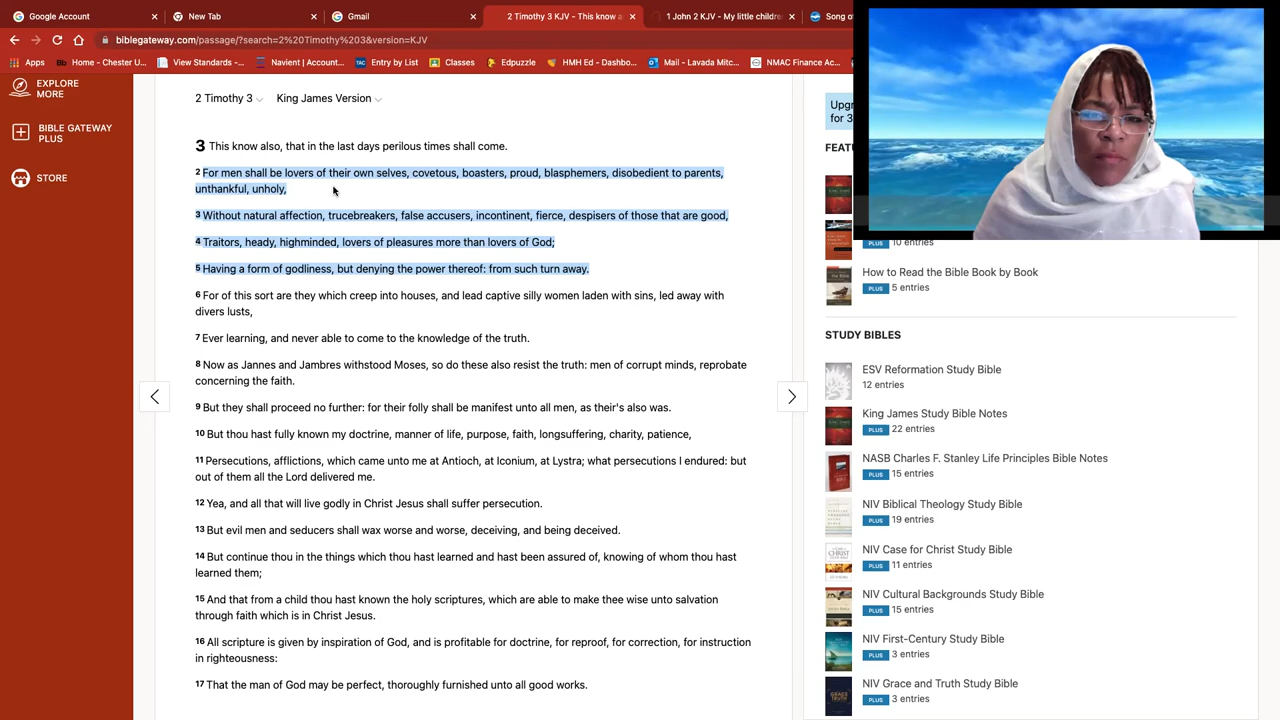 Google Account
New Tab
Gmail
2 Timothy 3 KJV - This know a
1 John 2 KJV - My little childre
Song of
biblegateway.com/passage/?search=2%20Timothy%203&version=KJV
Apps
Home - Chester U...
View Standards -...
Navient | Account...
Entry by List
Classes
Edpuzzle
HMH Ed - Dashbo...
Mail - Lavada Mitc...
NMAC Finance Ac...
EXPLORE
MORE
BIBLE GATEWAY
PLUS
STORE
2 Timothy 3
King James Version
3 This know also, that in the last days perilous times shall come.
2 For men shall be lovers of their own selves, covetous, boasters, proud, blasphemers, disobedient to parents,
unthankful, unholy,
3 Without natural affection, trucebreakers, false accusers, incontinent, fierce, despisers of those that are good,
4 Traitors, heady, highminded, lovers of pleasures more than lovers of God;
5 Having a form of godliness, but denying the power thereof: from such turn away.
6 For of this sort are they which creep into houses, and lead captive silly women laden with sins, led away with
divers lusts,
7 Ever learning, and never able to come to the knowledge of the truth.
8 Now as Jannes and Jambres withstood Moses, so do these also resist the truth: men of corrupt minds, reprobate
concerning the faith.
9 But they shall proceed no further: for their folly shall be manifest unto all men, as their's also was.
10 But thou hast fully known my doctrine, manner of life, purpose, faith, longsuffering, charity, patience,
11 Persecutions, afflictions, which came unto me at Antioch, at Iconium, at Lystra; what persecutions I endured: but
out of them all the Lord delivered me.
12 Yea, and all that will live godly in Christ Jesus shall suffer persecution.
13 But evil men and seducers shall wax worse and worse, deceiving, and being deceived.
14 But continue thou in the things which thou hast learned and hast been assured of, knowing of whom thou hast
learned them;
15 And that from a child thou hast known the holy scriptures, which are able to make thee wise unto salvation
through faith which is in Christ Jesus.
16 All scripture is given by inspiration of God, and is profitable for doctrine, for reproof, for correction, for instruction
in righteousness:
17 That the man of God may be perfect, thoroughly furnished unto all good works.
Upgr
for 3
FEAT
PLUS 10 entries
How to Read the Bible Book by Book
PLUS 5 entries
STUDY BIBLES
ESV Reformation Study Bible
12 entries
King James Study Bible Notes
PLUS 22 entries
NASB Charles F. Stanley Life Principles Bible Notes
PLUS 15 entries
NIV Biblical Theology Study Bible
PLUS 19 entries
NIV Case for Christ Study Bible
PLUS 11 entries
NIV Cultural Backgrounds Study Bible
PLUS 15 entries
NIV First-Century Study Bible
PLUS 3 entries
NIV Grace and Truth Study Bible
PLUS 3 entries